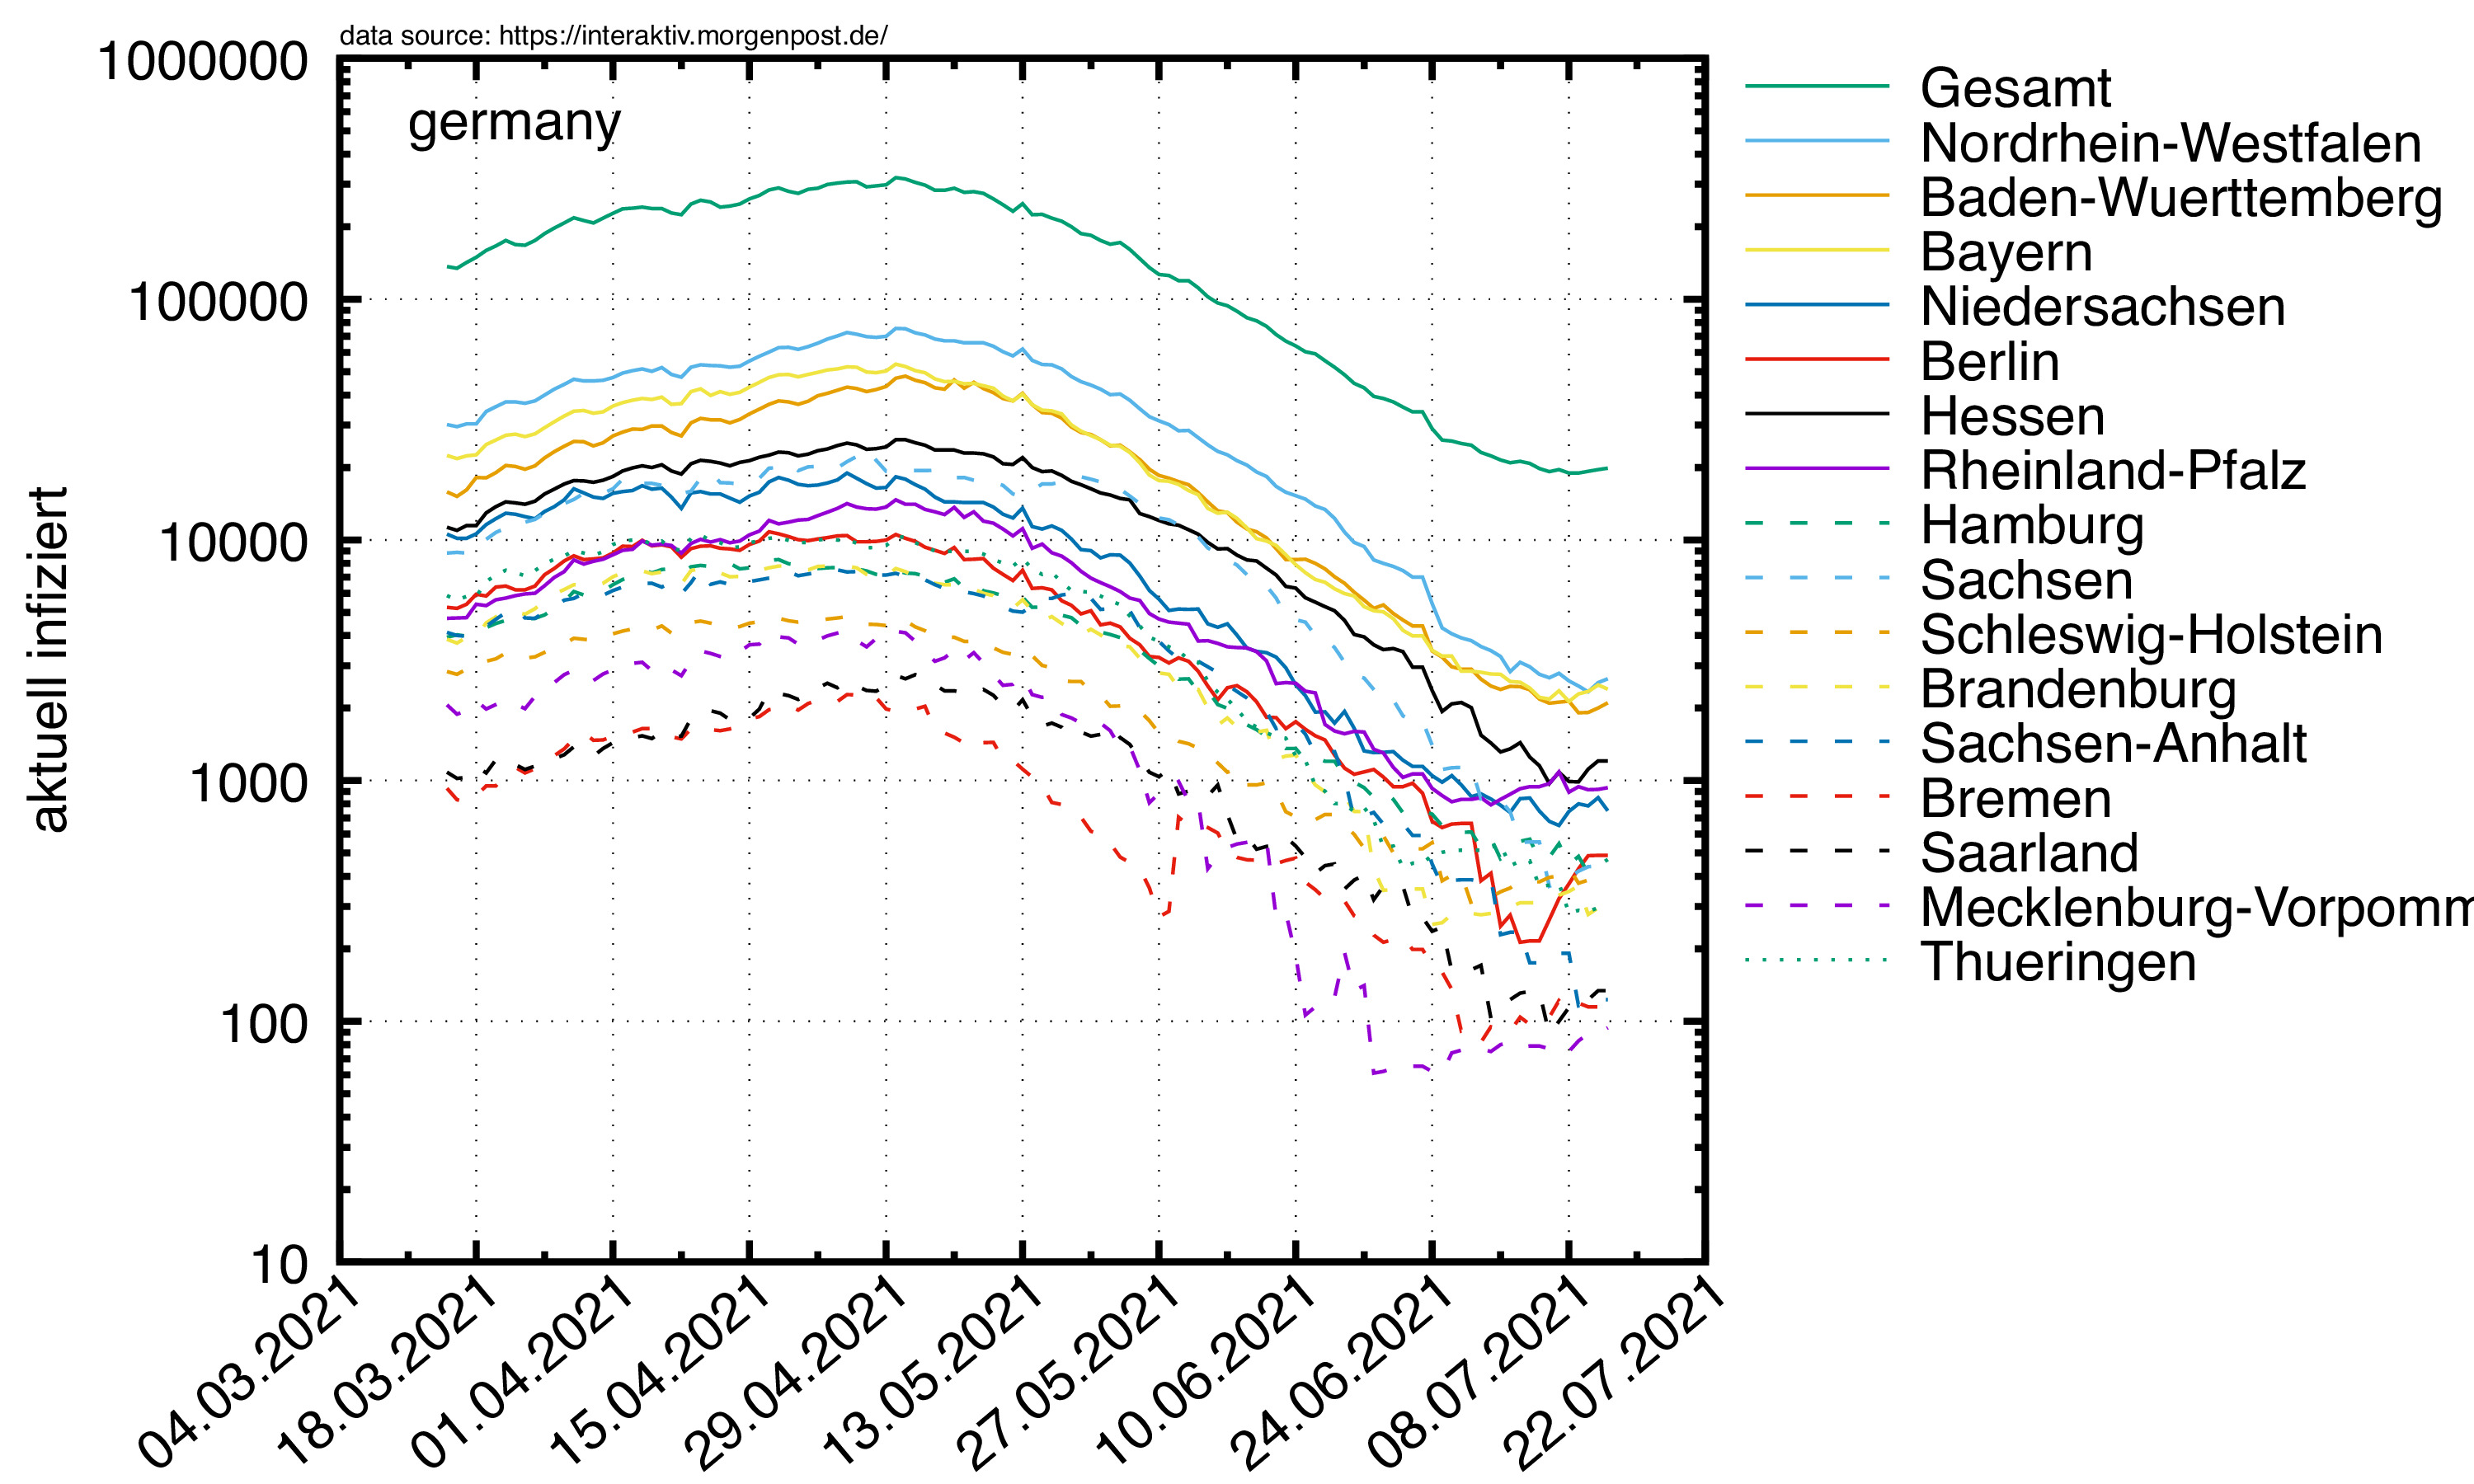 data source: https://interaktiv.morgenpost.de/
germany
aktuell infiziert
1000000
100000
10000
1000
100
10
04.03.2021
18.03.2021
01.04.2021
15.04.2021
29.04.2021
13.05.2021
27.05.2021
10.06.2021
24.06.2021
08.07.2021
22.07.2021
Gesamt
Nordrhein-Westfalen
Baden-Wuerttemberg
Bayern
Niedersachsen
Berlin
Hessen
Rheinland-Pfalz
Hamburg
Sachsen
Schleswig-Holstein
Brandenburg
Sachsen-Anhalt
Bremen
Saarland
Mecklenburg-Vorpomm
Thueringen